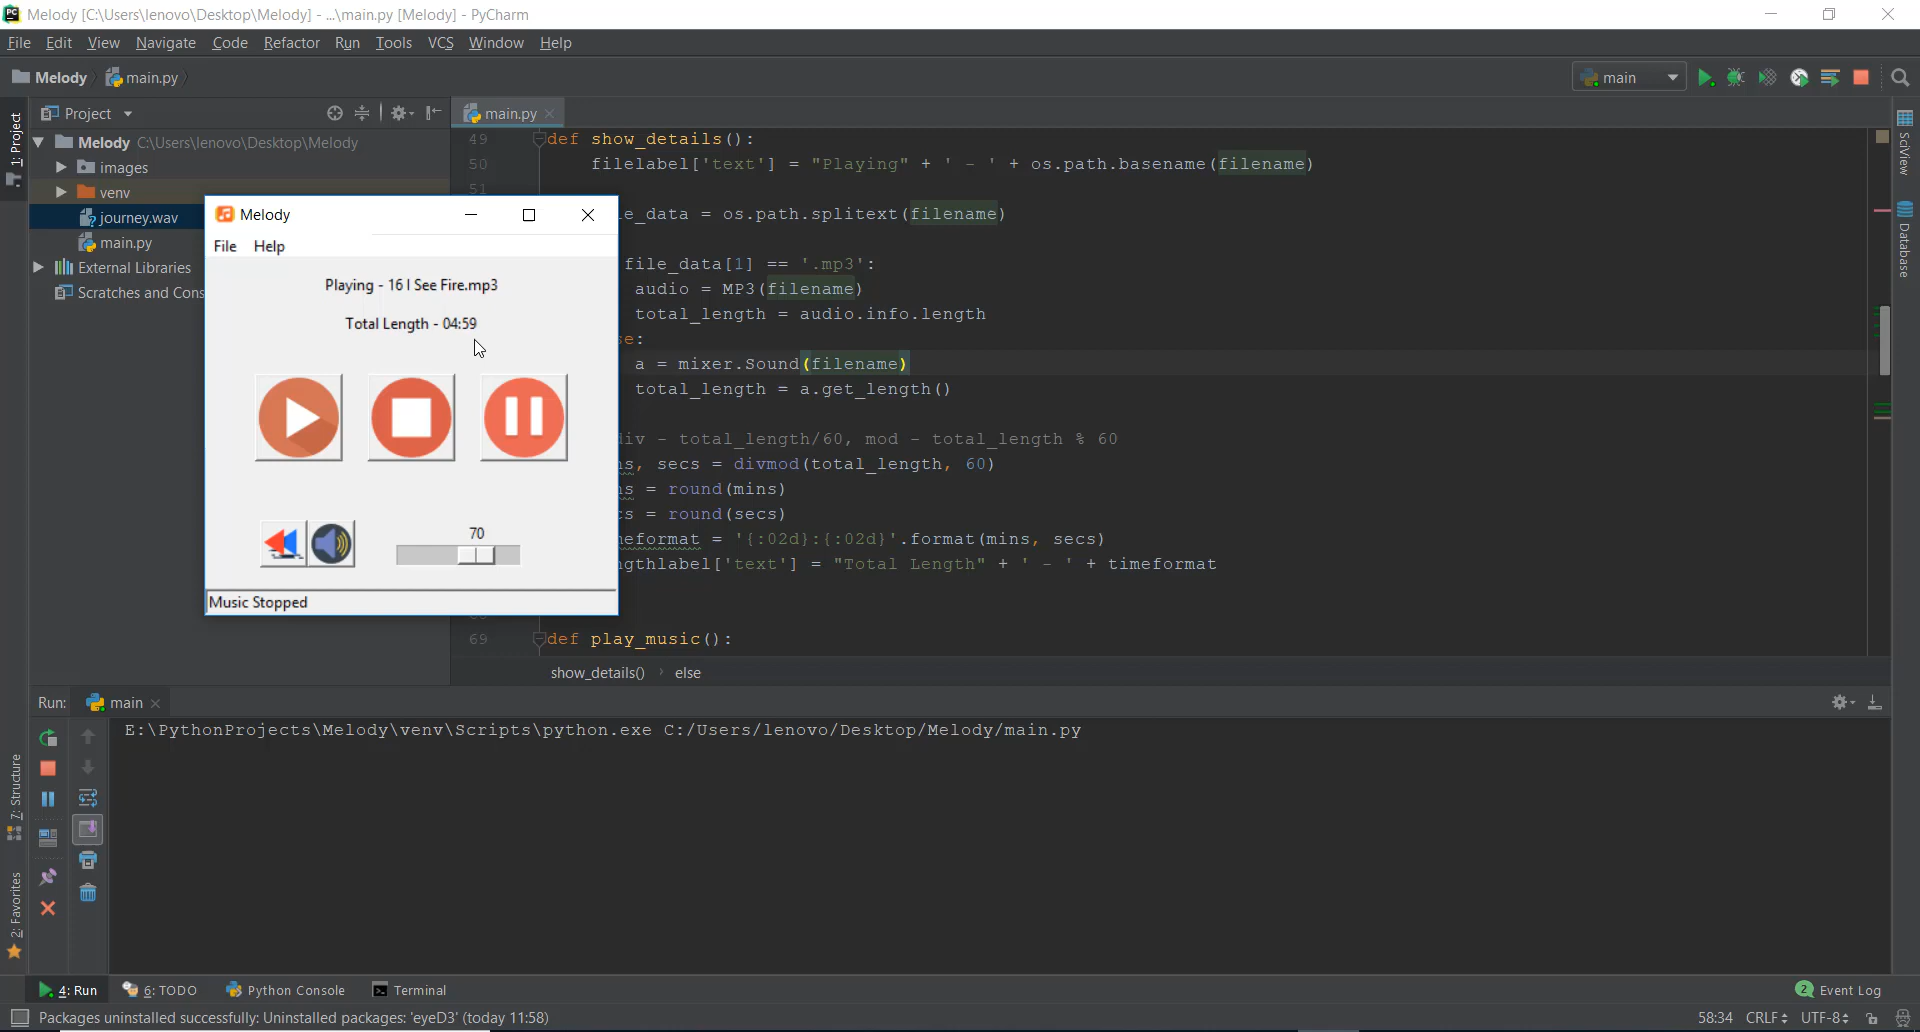 Melody [C:\Users\lenovo\Desktop\Melody] - ...\main.py [Melody] - PyCharm
File Edit View Navigate Code Refactor Run Tools VCS Window Help
Melody main.py main
1: Project
Project
main.py
Melody C:\Users\lenovo\Desktop\Melody
images
venv
journey.wav
main.py
External Libraries
Scratches and Cons
49 def show_details():
50 filelabel['text'] = "Playing" + ' - ' + os.path.basename(filename)
51
e_data = os.path.splitext(filename)
file_data[1] == '.mp3':
audio = MP3(filename)
total_length = audio.info.length
se:
a = mixer.Sound(filename)
total_length = a.get_length()
div - total_length/60, mod - total_length % 60
ns, secs = divmod(total_length, 60)
ns = round(mins)
cs = round(secs)
meformat = '{:02d}:{:02d}'.format(mins, secs)
ngthlabel['text'] = "Total Length" + ' - ' + timeformat
69 def play_music():
show_details() › else
Melody
File Help
Playing - 16 I See Fire.mp3
Total Length - 04:59
70
Music Stopped
SciView
Database
Run: main
E:\PythonProjects\Melody\venv\Scripts\python.exe C:/Users/lenovo/Desktop/Melody/main.py
7: Structure
2: Favorites
4: Run 6: TODO Python Console Terminal 2 Event Log
Packages uninstalled successfully: Uninstalled packages: 'eyeD3' (today 11:58) 58:34 CRLF UTF-8